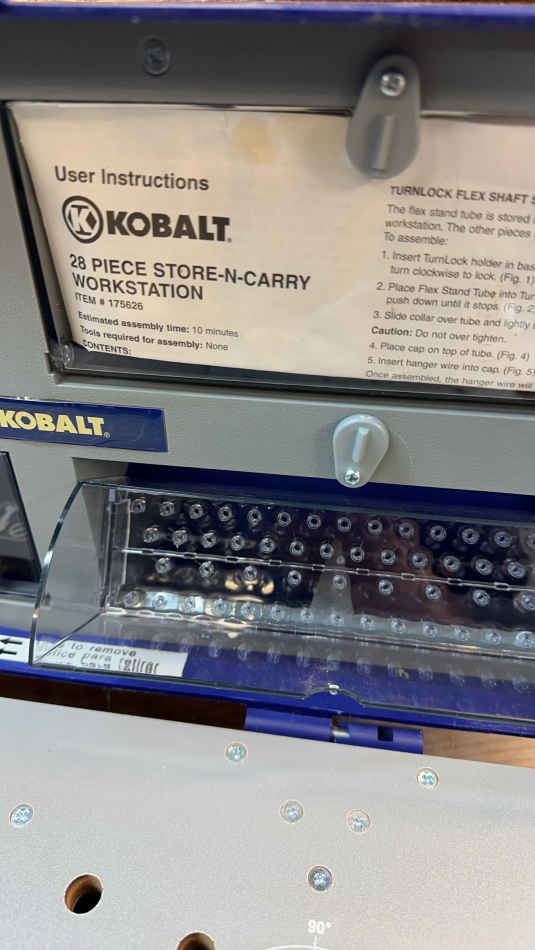 User Instructions
KOBALT®
28 PIECE STORE-N-CARRY
WORKSTATION
ITEM # 175626
Estimated assembly time: 10 minutes
Tools required for assembly: None
CONTENTS:
TURNLOCK FLEX SHAFT
The flex stand tube is stored
workstation. The other pieces
To assemble:
1. Insert TurnLock holder in
turn clockwise to lock. (Fig. 1)
2. Place Flex Stand Tube into
push down until it stops. (Fig. 2
3. Slide collar over tube and lightly
Caution: Do not over tighten.
4. Place cap on top of tube. (Fig. 4)
5. Insert hanger wire into cap. (Fig. 5)
Once assembled, the hanger wire will
KOBALT®
to remove
para
90°